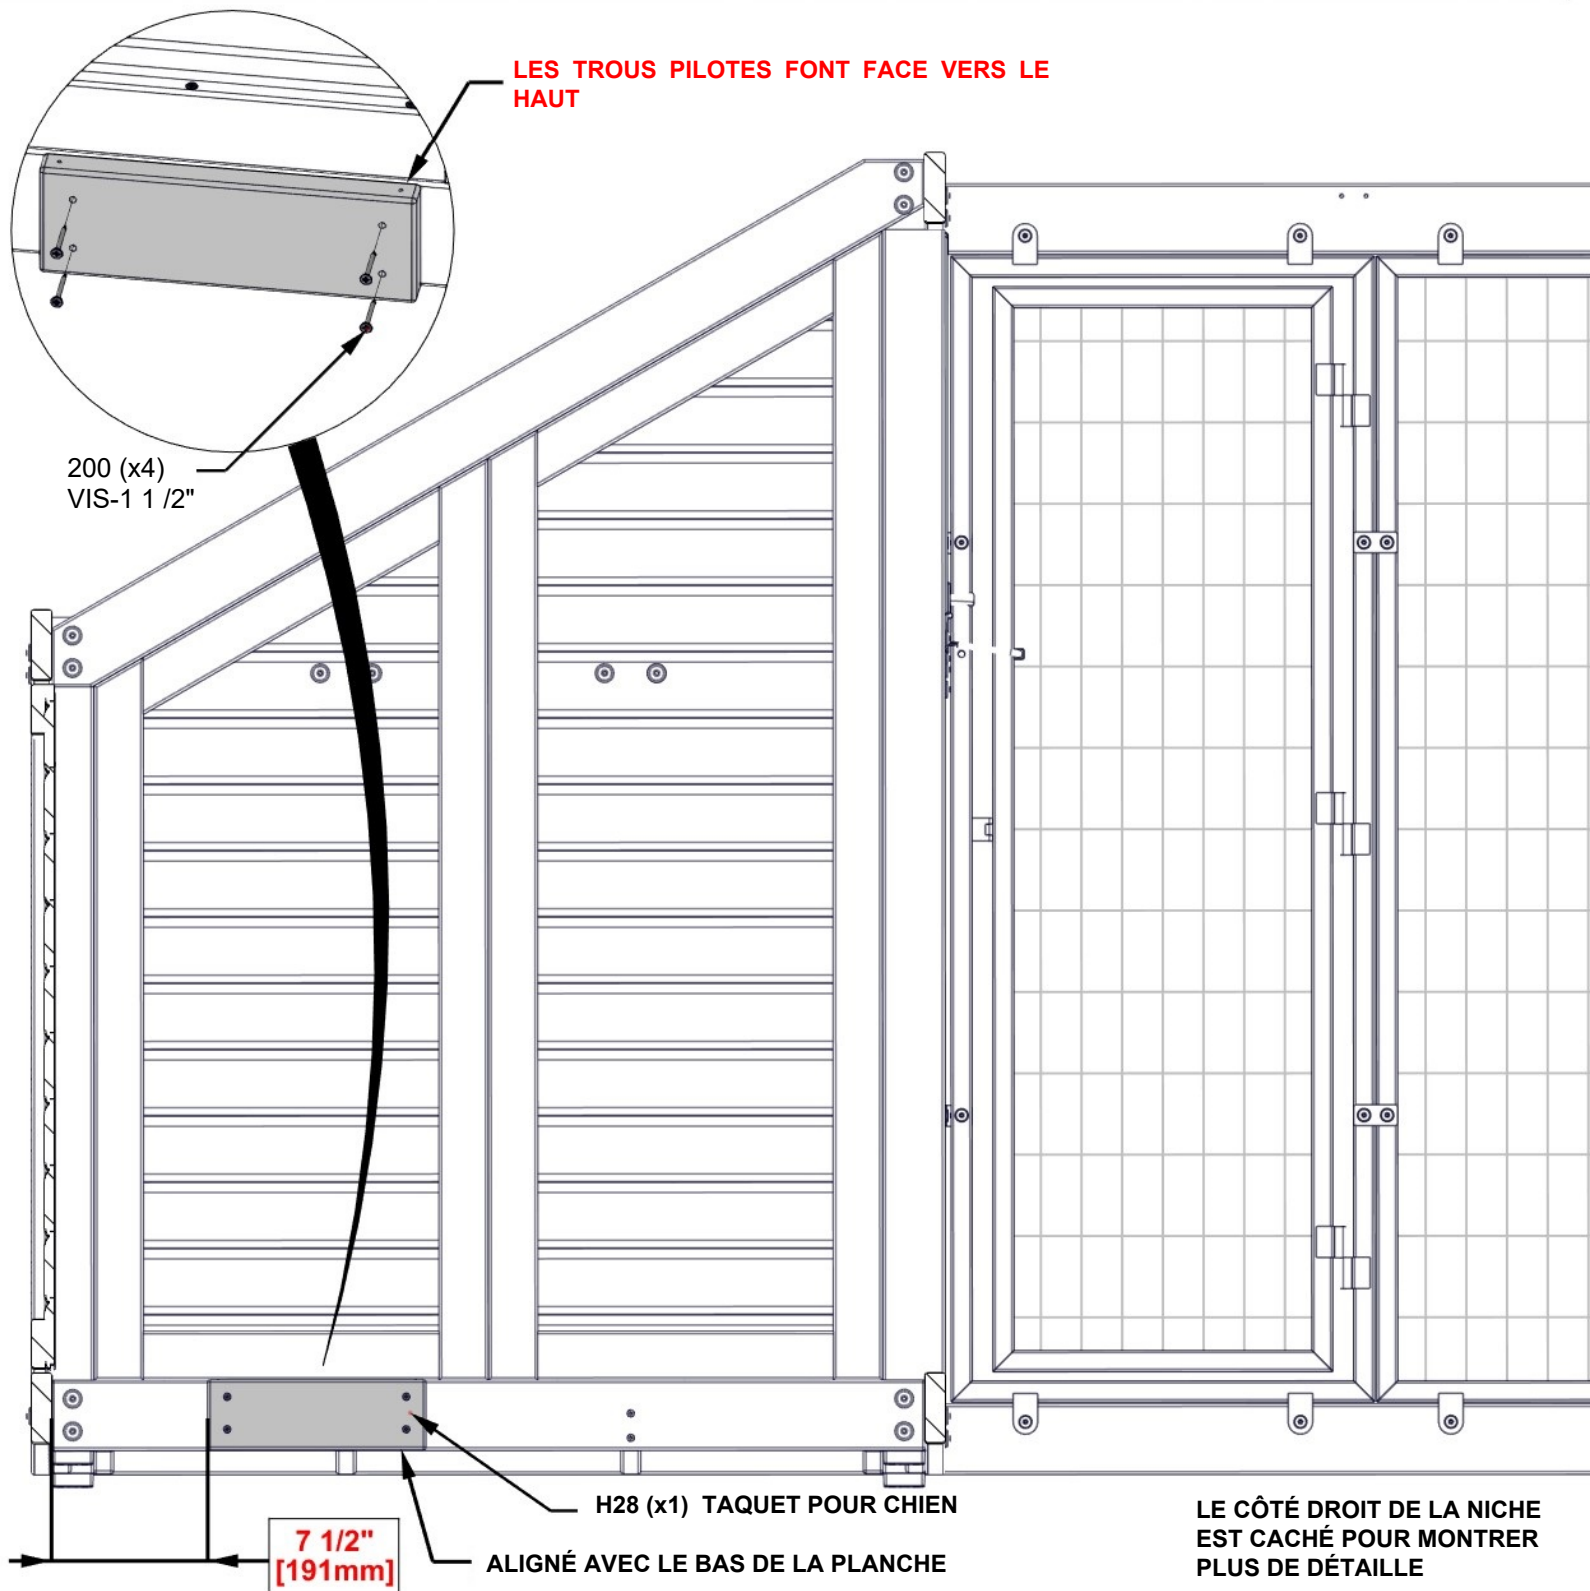 LES TROUS PILOTES FONT FACE VERS LE
HAUT
200 (x4)
VIS-1 1 /2"
H28 (x1) TAQUET POUR CHIEN
7 1/2"
[191mm]
ALIGNÉ AVEC LE BAS DE LA PLANCHE
LE CÔTÉ DROIT DE LA NICHE
EST CACHÉ POUR MONTRER
PLUS DE DÉTAILLE